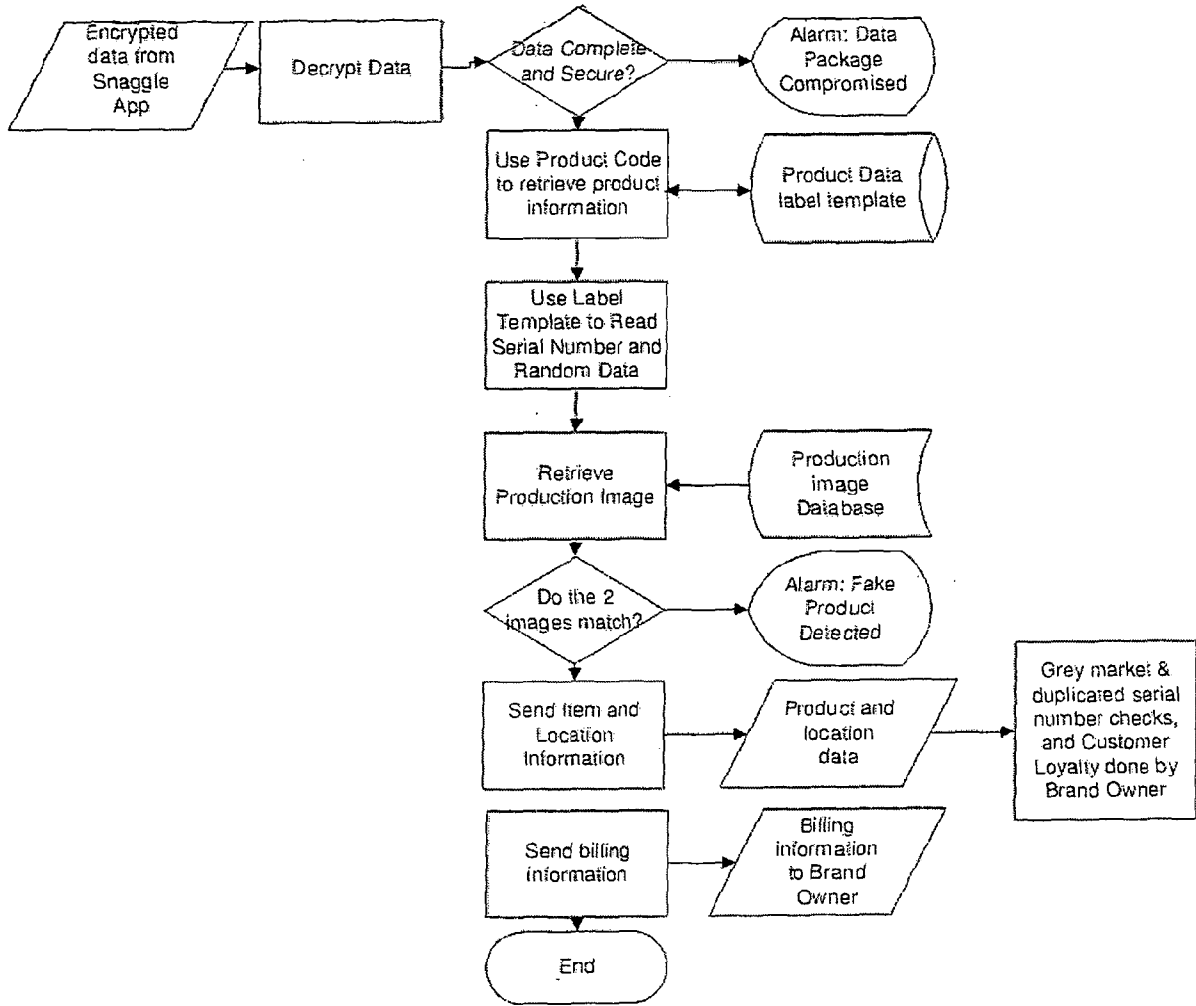 Encrypted
data from
Snaggle
App
Decrypt Data
Data Complete
and Secure?
Alarm: Data
Package
Compromised
Use Product Code
to retrieve product
information
Product Data
label template
Use Label
Template to Read
Serial Number and
Random Data
Retrieve
Production Image
Production
image
Database
Do the 2
images match?
Alarm: Fake
Product
Detected
Send Item and
Location
Information
Product and
location
data
Grey market &
duplicated serial
number checks,
and Customer
Loyalty done by
Brand Owner
Send billing
information
Billing
information
to Brand
Owner
End